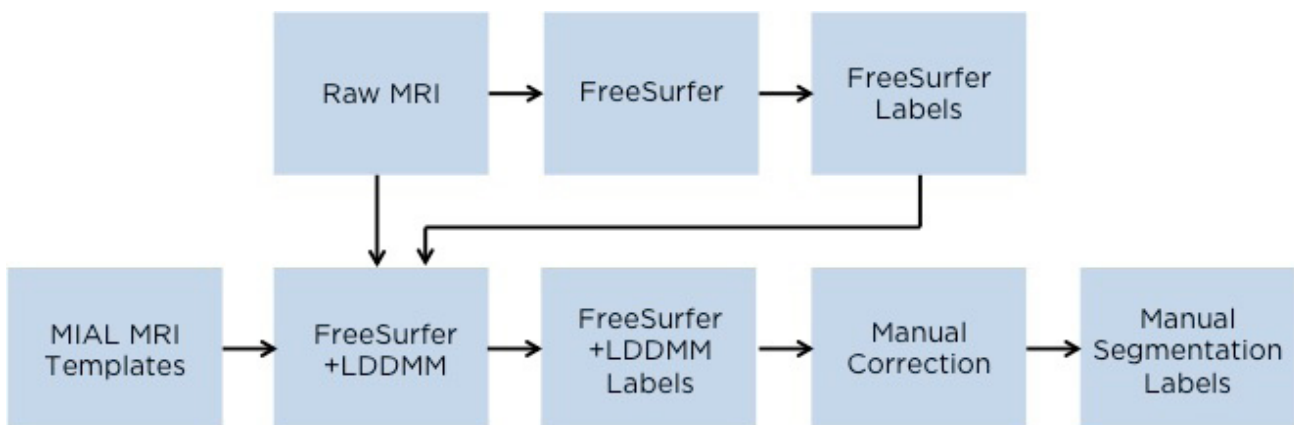 Raw MRI
FreeSurfer
FreeSurfer
Labels
MIAL MRI
Templates
FreeSurfer
+LDDMM
FreeSurfer
+LDDMM
Labels
Manual
Correction
Manual
Segmentation
Labels